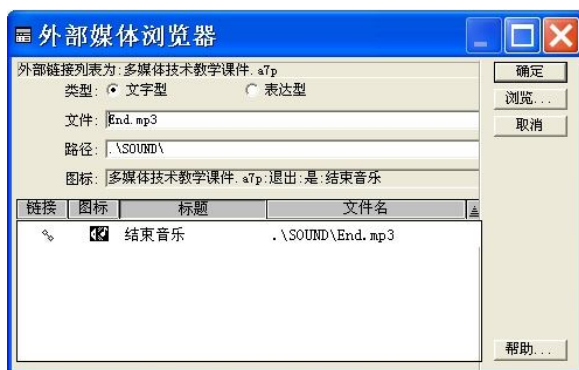 外部媒体浏览器
外部链接列表为:多媒体技术教学课件.a7p
确定
类型: 文字型 表达型
浏览...
文件: End.mp3
取消
路径: .\SOUND\
图标: 多媒体技术教学课件.a7p:退出:是:结束音乐
链接 图标 标题 文件名
结束音乐 .\SOUND\End.mp3
帮助...